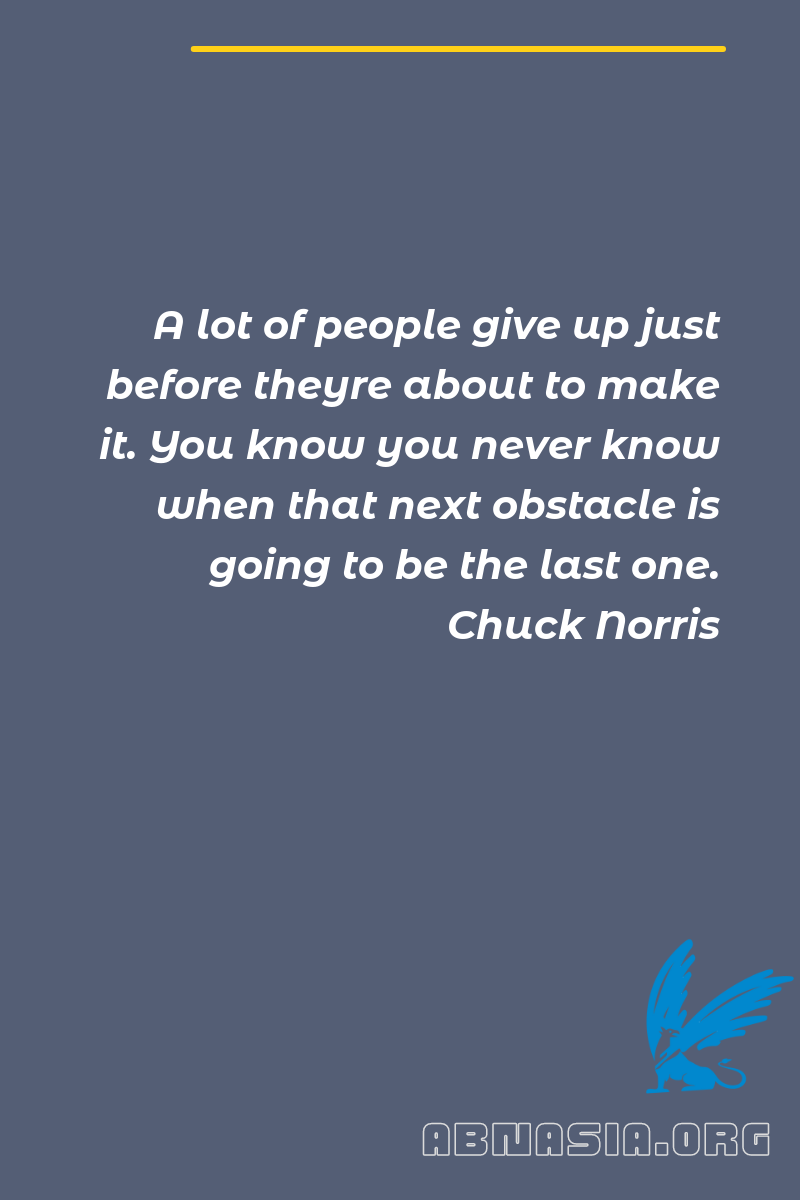 A lot of people give up just
before theyre about to make
it. You know you never know
when that next obstacle is
going to be the last one.
Chuck Norris
ABNASIA.ORG